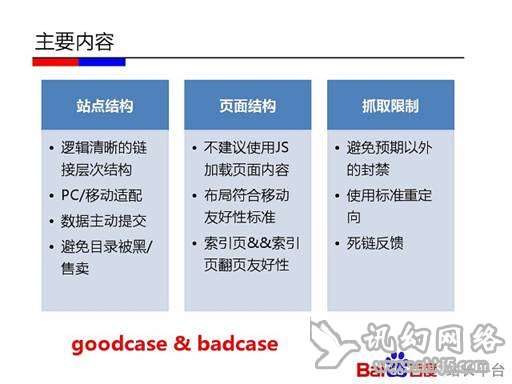 主要内容
站点结构
逻辑清晰的链
接层次结构
PC/移动适配
数据主动提交
避免目录被黑/
售卖
页面结构
不建议使用JS
加载页面内容
布局符合移动
友好性标准
索引页&&索引
页翻页友好性
抓取限制
避免预期以外
的封禁
使用标准重定
向
死链反馈
goodcase & badcase
讯幻网络
Bai 百度
平台